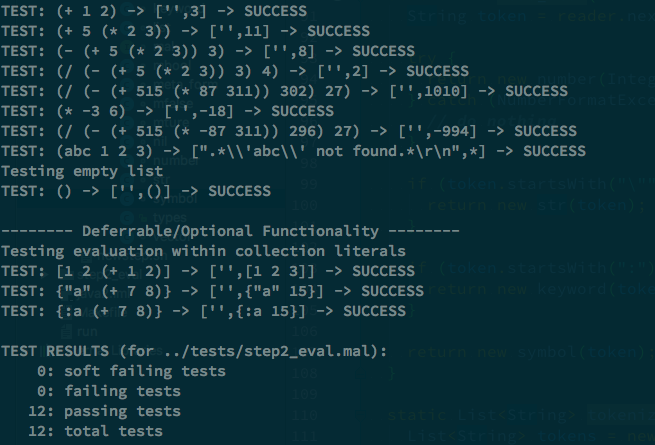 TEST: (+ 1 2) -> ['',3] -> SUCCESS
TEST: (+ 5 (* 2 3)) -> ['',11] -> SUCCESS
TEST: (- (+ 5 (* 2 3)) 3) -> ['',8] -> SUCCESS
TEST: (// (- (+ 5 (* 2 3)) 3) 4) -> ['',2] -> SUCCESS
TEST: (// (- (+ 515 (* 87 311)) 302) 27) -> ['',1010] -> SUCCESS
TEST: (* -3 6) -> ['',-18] -> SUCCESS
TEST: (// (- (+ 515 (* -87 311)) 296) 27) -> ['',-994] -> SUCCESS
TEST: (abc 1 2 3) -> [".*\\'abc\\' not found.*\r\n",*] -> SUCCESS
Testing empty list
TEST: () -> ['',()] -> SUCCESS
-------- Deferrable/Optional Functionality --------
Testing evaluation within collection literals
TEST: [1 2 (+ 1 2)] -> ['',[1 2 3]] -> SUCCESS
TEST: {"a" (+ 7 8)} -> ['',{"a" 15}] -> SUCCESS
TEST: {:a (+ 7 8)} -> ['',{:a 15}] -> SUCCESS
TEST RESULTS (for ../tests/step2_eval.mal):
0: soft failing tests
0: failing tests
12: passing tests
12: total tests